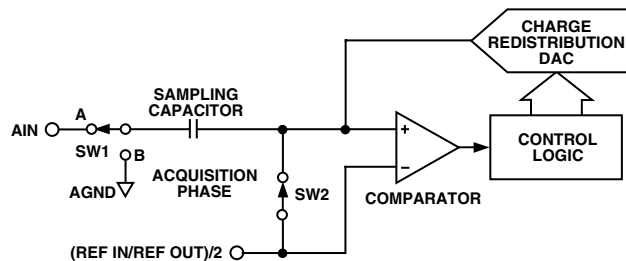 CHARGE
REDISTRIBUTION
DAC
SAMPLING
CAPACITOR
A
AIN
SW1
B
AGND
ACQUISITION
PHASE
SW2
+
−
COMPARATOR
CONTROL
LOGIC
(REF IN/REF OUT)/2